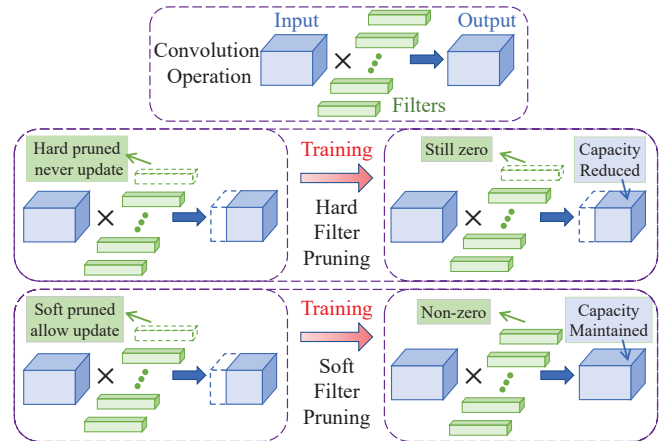 Input
Output
Convolution
Operation
Filters
Hard pruned
never update
Training
Hard
Filter
Pruning
Still zero
Capacity
Reduced
Soft pruned
allow update
Training
Soft
Filter
Pruning
Non-zero
Capacity
Maintained